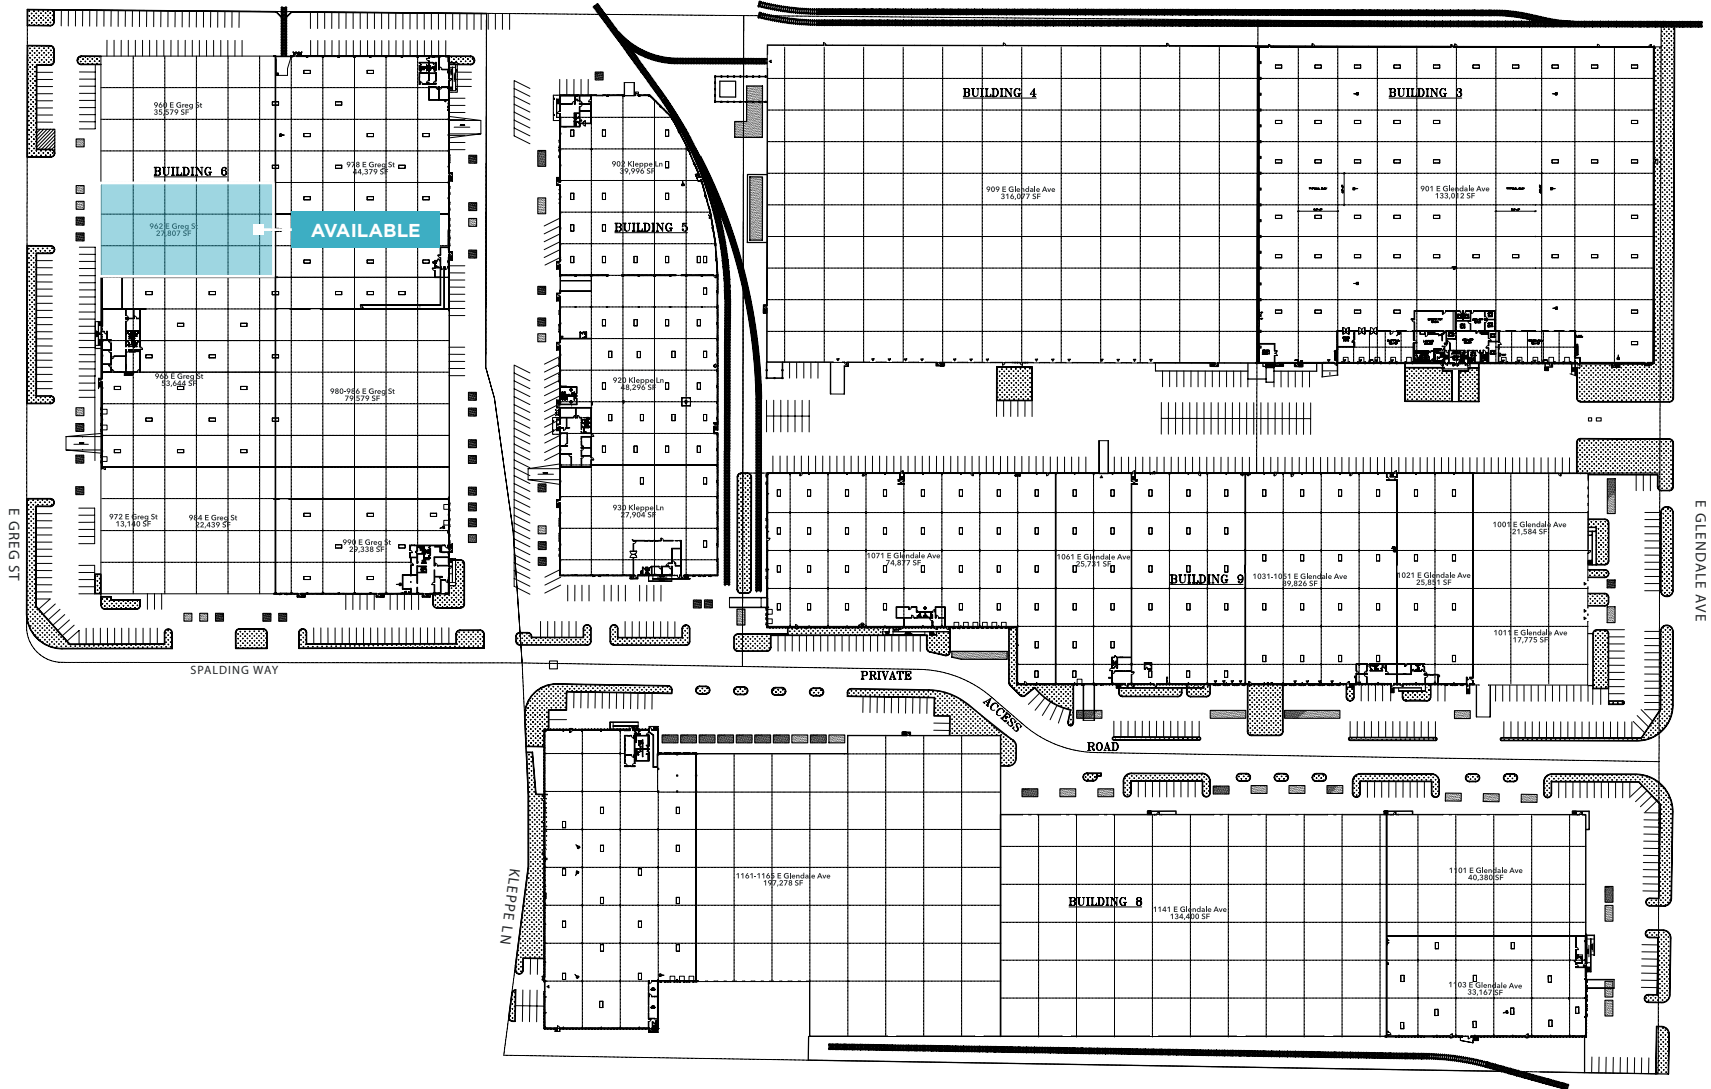 BUILDING 4
BUILDING 3
960 E Greg St
35,579 SF
BUILDING 6
978 E Greg St
44,379 SF
902 Kleppe Ln
39,996 SF
909 E Glendale Ave
316,077 SF
901 E Glendale Ave
133,012 SF
962 E Greg St
27,807 SF
AVAILABLE
BUILDING 5
966 E Greg St
53,644 SF
980-986 E Greg St
79,579 SF
920 Kleppe Ln
48,296 SF
972 E Greg St
13,140 SF
984 E Greg St
22,439 SF
990 E Greg St
29,338 SF
930 Kleppe Ln
27,904 SF
E GREG ST
E GLENDALE AVE
1001 E Glendale Ave
21,584 SF
1071 E Glendale Ave
74,877 SF
1061 E Glendale Ave
25,731 SF
BUILDING 9
1031-1051 E Glendale Ave
89,826 SF
1021 E Glendale Ave
25,851 SF
1011 E Glendale Ave
17,775 SF
SPALDING WAY
PRIVATE
ACCESS
ROAD
KLEPPE LN
1161-1165 E Glendale Ave
197,278 SF
BUILDING 8
1141 E Glendale Ave
134,400 SF
1101 E Glendale Ave
40,380 SF
1103 E Glendale Ave
33,167 SF